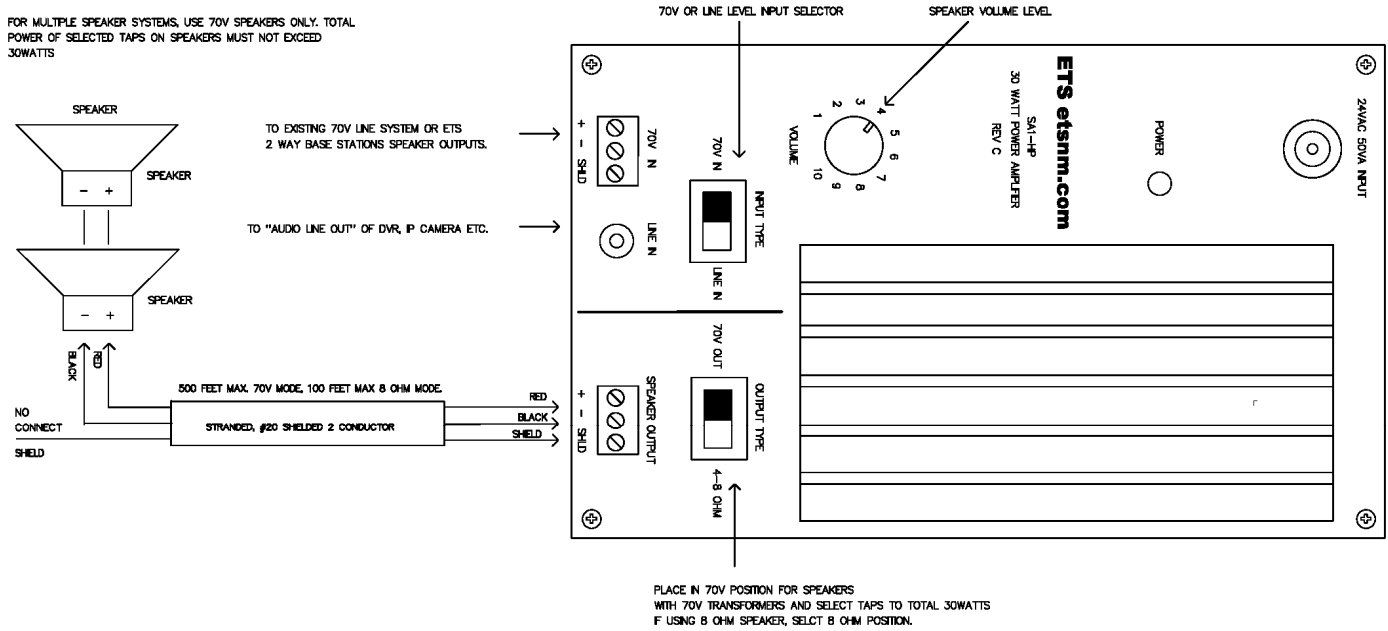 FOR MULTIPLE SPEAKER SYSTEMS, USE 70V SPEAKERS ONLY. TOTAL
POWER OF SELECTED TAPS ON SPEAKERS MUST NOT EXCEED
30WATTS
70V OR LINE LEVEL INPUT SELECTOR
SPEAKER VOLUME LEVEL
SPEAKER
SPEAKER
- +
SPEAKER
- +
BLACK
RED
TO EXISTING 70V LINE SYSTEM OR ETS
2 WAY BASE STATIONS SPEAKER OUTPUTS.
TO "AUDIO LINE OUT" OF DVR, IP CAMERA ETC.
500 FEET MAX. 70V MODE, 100 FEET MAX 8 OHM MODE.
STRANDED, #20 SHIELDED 2 CONDUCTOR
NO
CONNECT
SHIELD
RED
BLACK
SHIELD
+ - SHLD
70V IN
LINE IN
70V IN
INPUT TYPE
LINE IN
+ - SHLD
SPEAKER OUTPUT
70V OUT
OUTPUT TYPE
4-8 OHM
VOLUME
1
2
3
4
5
6
7
8
9
10
ETS etsnm.com
SA1-HP
30 WATT POWER AMPLIFIER
REV C
POWER
24VAC 50VA INPUT
PLACE IN 70V POSITION FOR SPEAKERS
WITH 70V TRANSFORMERS AND SELECT TAPS TO TOTAL 30WATTS
IF USING 8 OHM SPEAKER, SELCT 8 OHM POSITION.